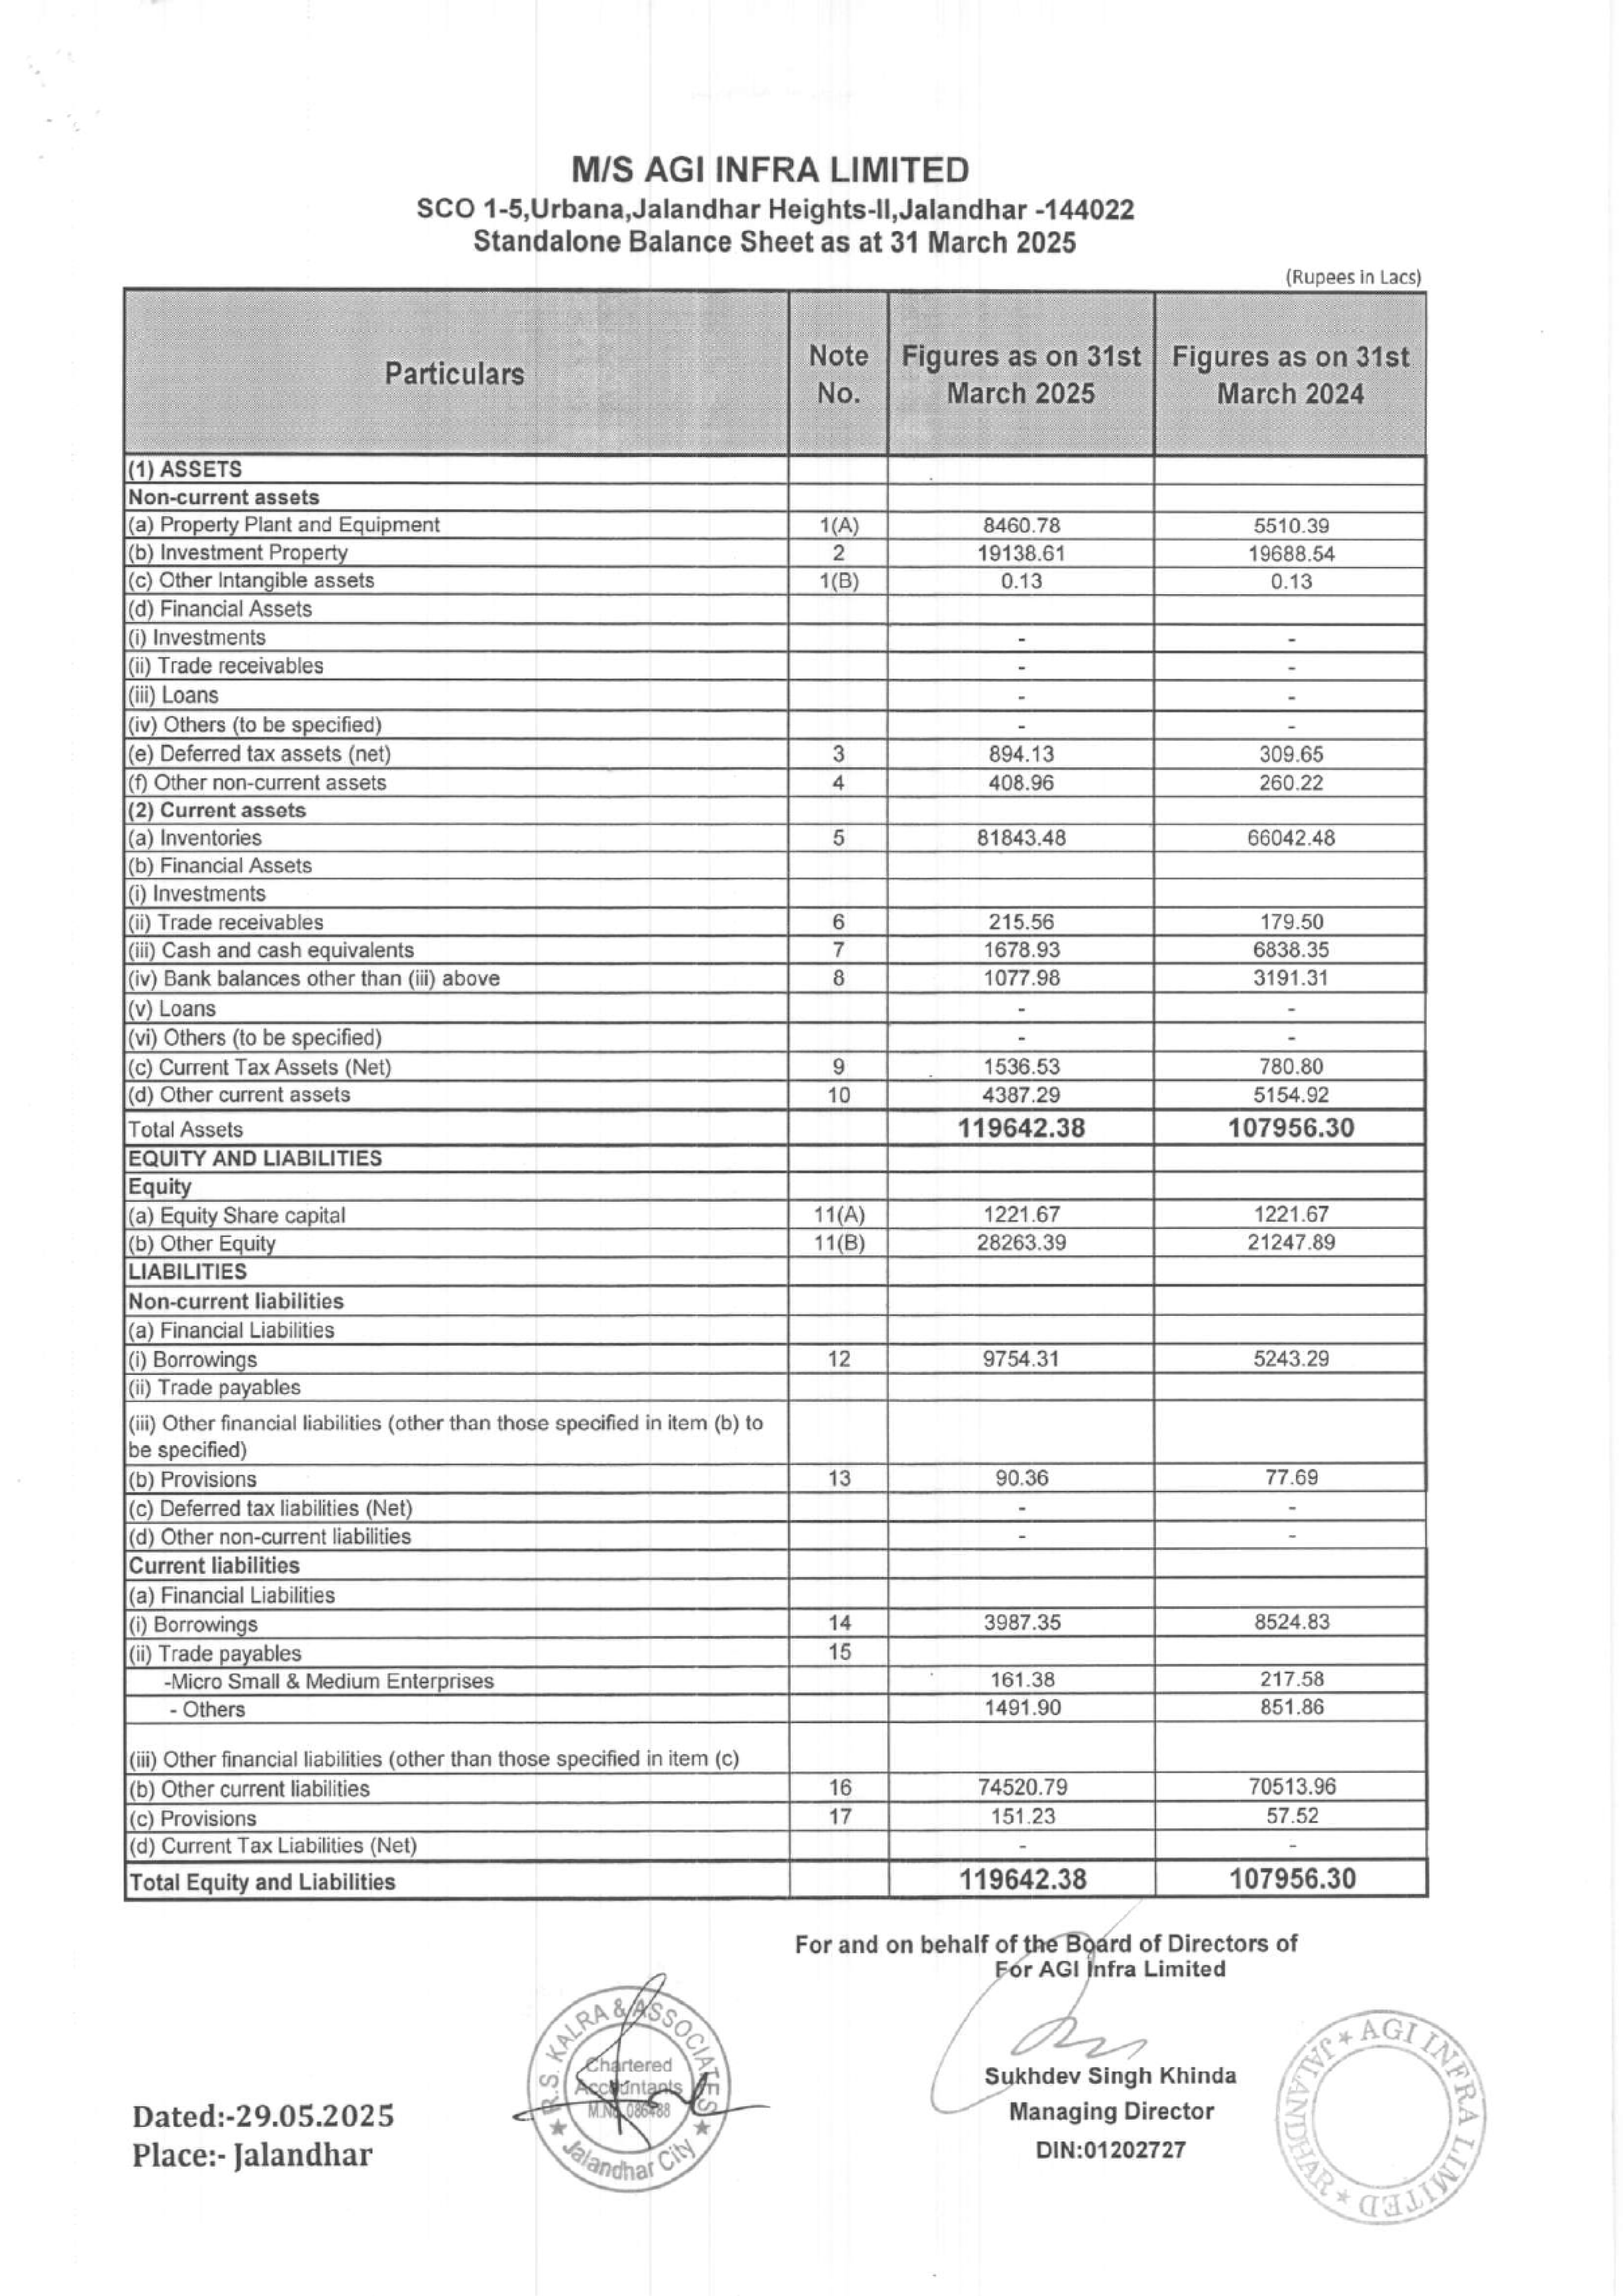 M/S AGI INFRA LIMITED
SCO 1-5,Urbana,Jalandhar Heights-II,Jalandhar -144022
Standalone Balance Sheet as at 31 March 2025
(Rupees in Lacs)
Particulars Note No. Figures as on 31st March 2025 Figures as on 31st March 2024
(1) ASSETS
Non-current assets
(a) Property Plant and Equipment 1(A) 8460.78 5510.39
(b) Investment Property 2 19138.61 19688.54
(c) Other Intangible assets 1(B) 0.13 0.13
(d) Financial Assets
(i) Investments - -
(ii) Trade receivables - -
(iii) Loans - -
(iv) Others (to be specified) - -
(e) Deferred tax assets (net) 3 894.13 309.65
(f) Other non-current assets 4 408.96 260.22
(2) Current assets
(a) Inventories 5 81843.48 66042.48
(b) Financial Assets
(i) Investments
(ii) Trade receivables 6 215.56 179.50
(iii) Cash and cash equivalents 7 1678.93 6838.35
(iv) Bank balances other than (iii) above 8 1077.98 3191.31
(v) Loans - -
(vi) Others (to be specified) - -
(c) Current Tax Assets (Net) 9 1536.53 780.80
(d) Other current assets 10 4387.29 5154.92
Total Assets 119642.38 107956.30
EQUITY AND LIABILITIES
Equity
(a) Equity Share capital 11(A) 1221.67 1221.67
(b) Other Equity 11(B) 28263.39 21247.89
LIABILITIES
Non-current liabilities
(a) Financial Liabilities
(i) Borrowings 12 9754.31 5243.29
(ii) Trade payables
(iii) Other financial liabilities (other than those specified in item (b) to
be specified)
(b) Provisions 13 90.36 77.69
(c) Deferred tax liabilities (Net) - -
(d) Other non-current liabilities - -
Current liabilities
(a) Financial Liabilities
(i) Borrowings 14 3987.35 8524.83
(ii) Trade payables 15
-Micro Small & Medium Enterprises 161.38 217.58
- Others 1491.90 851.86
(iii) Other financial liabilities (other than those specified in item (c)
(b) Other current liabilities 16 74520.79 70513.96
(c) Provisions 17 151.23 57.52
(d) Current Tax Liabilities (Net) - -
Total Equity and Liabilities 119642.38 107956.30
For and on behalf of the Board of Directors of
For AGI Infra Limited
R.S. KALRA & ASSOCIATES
Chartered
Accountants
M.No. 086488
Jalandhar City
Sukhdev Singh Khinda
Managing Director
DIN:01202727
AGI INFRA LIMITED
JALANDHAR
Dated:-29.05.2025
Place:- Jalandhar